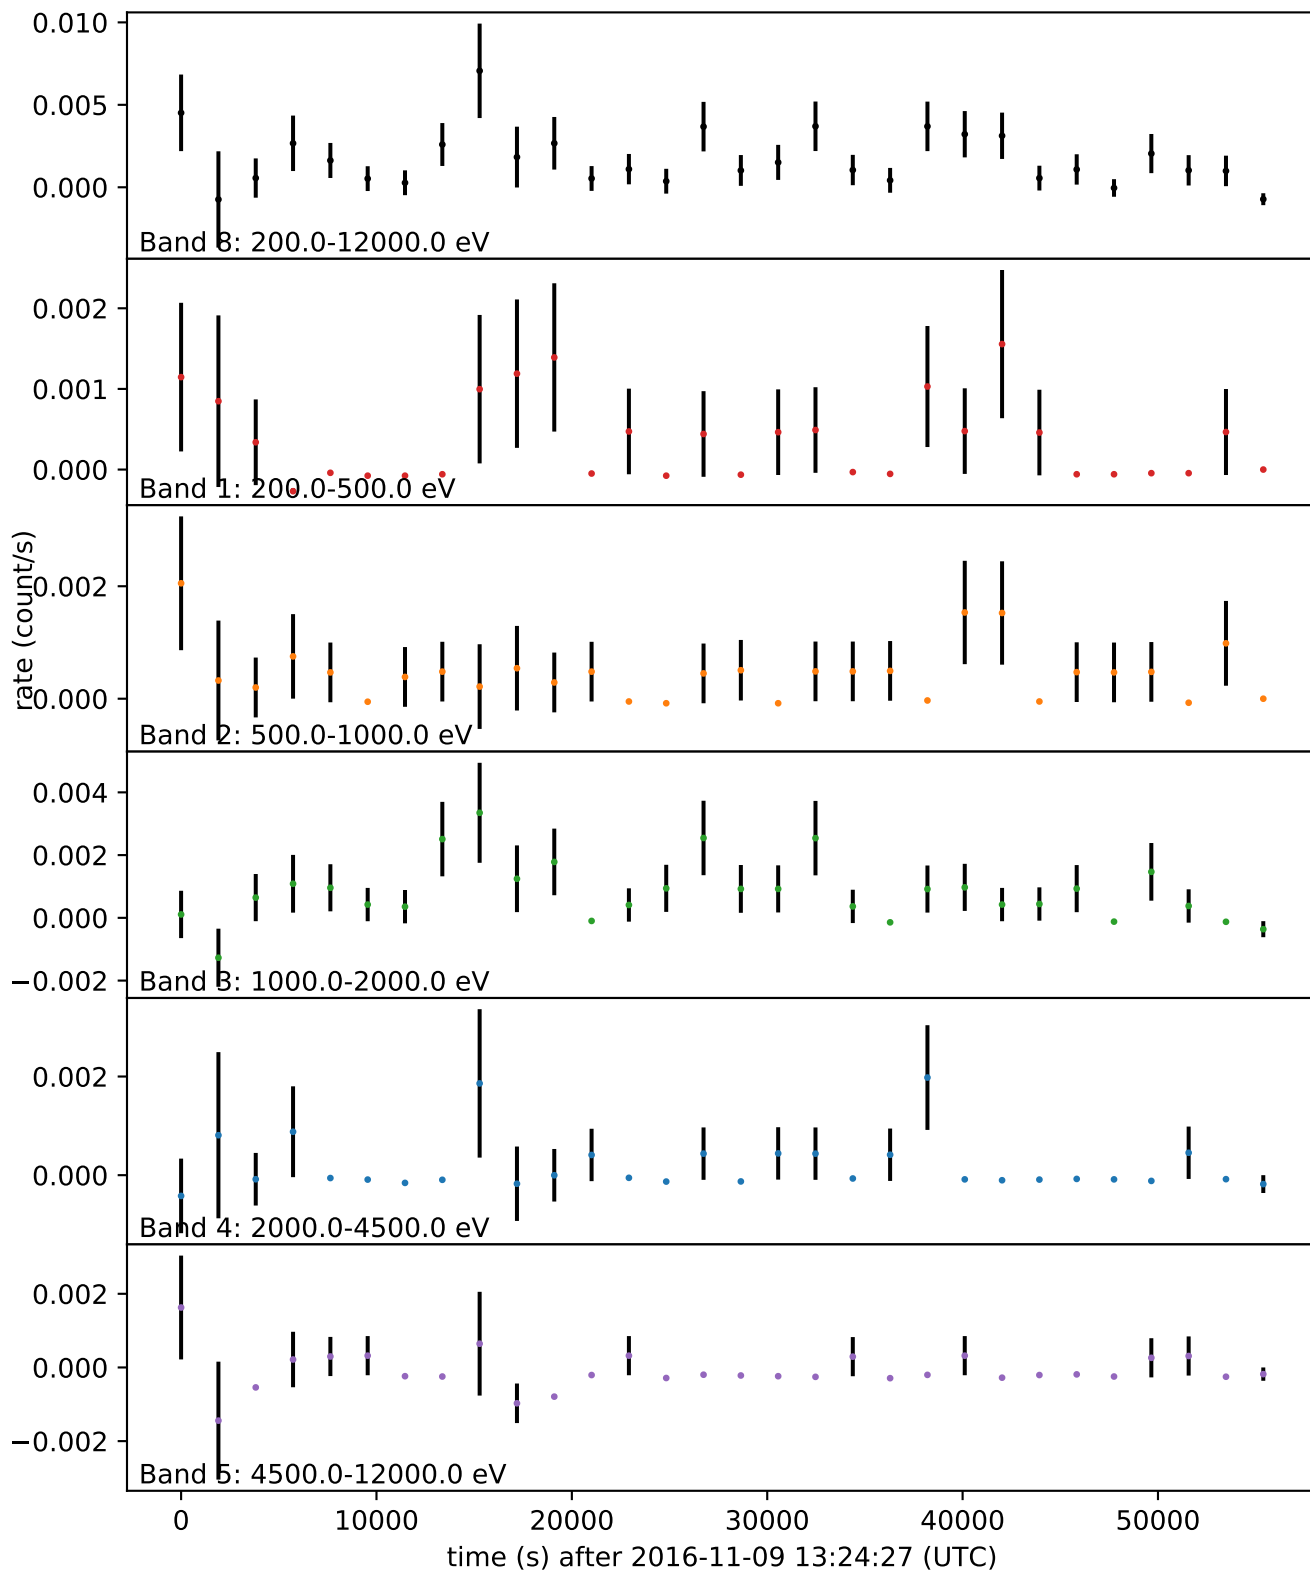 0.010
0.005
0.000
Band 8: 200.0-12000.0 eV
0.002
0.001
0.000
Band 1: 200.0-500.0 eV
rate (count/s)
0.002
0.000
Band 2: 500.0-1000.0 eV
0.004
0.002
0.000
−0.002
Band 3: 1000.0-2000.0 eV
0.002
0.000
Band 4: 2000.0-4500.0 eV
0.002
0.000
−0.002
Band 5: 4500.0-12000.0 eV
0 10000 20000 30000 40000 50000
time (s) after 2016-11-09 13:24:27 (UTC)